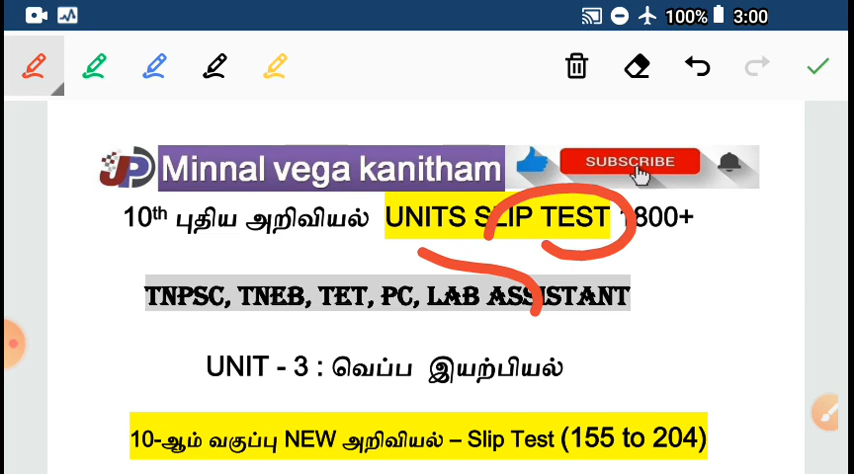 100% 3:00
JP Minnal vega kanitham SUBSCRIBE
10th புதிய அறிவியல் UNITS SLIP TEST 1800+
TNPSC, TNEB, TET, PC, LAB ASSISTANT
UNIT - 3 : வெப்ப இயற்பியல்
10-ஆம் வகுப்பு NEW அறிவியல் – Slip Test (155 to 204)